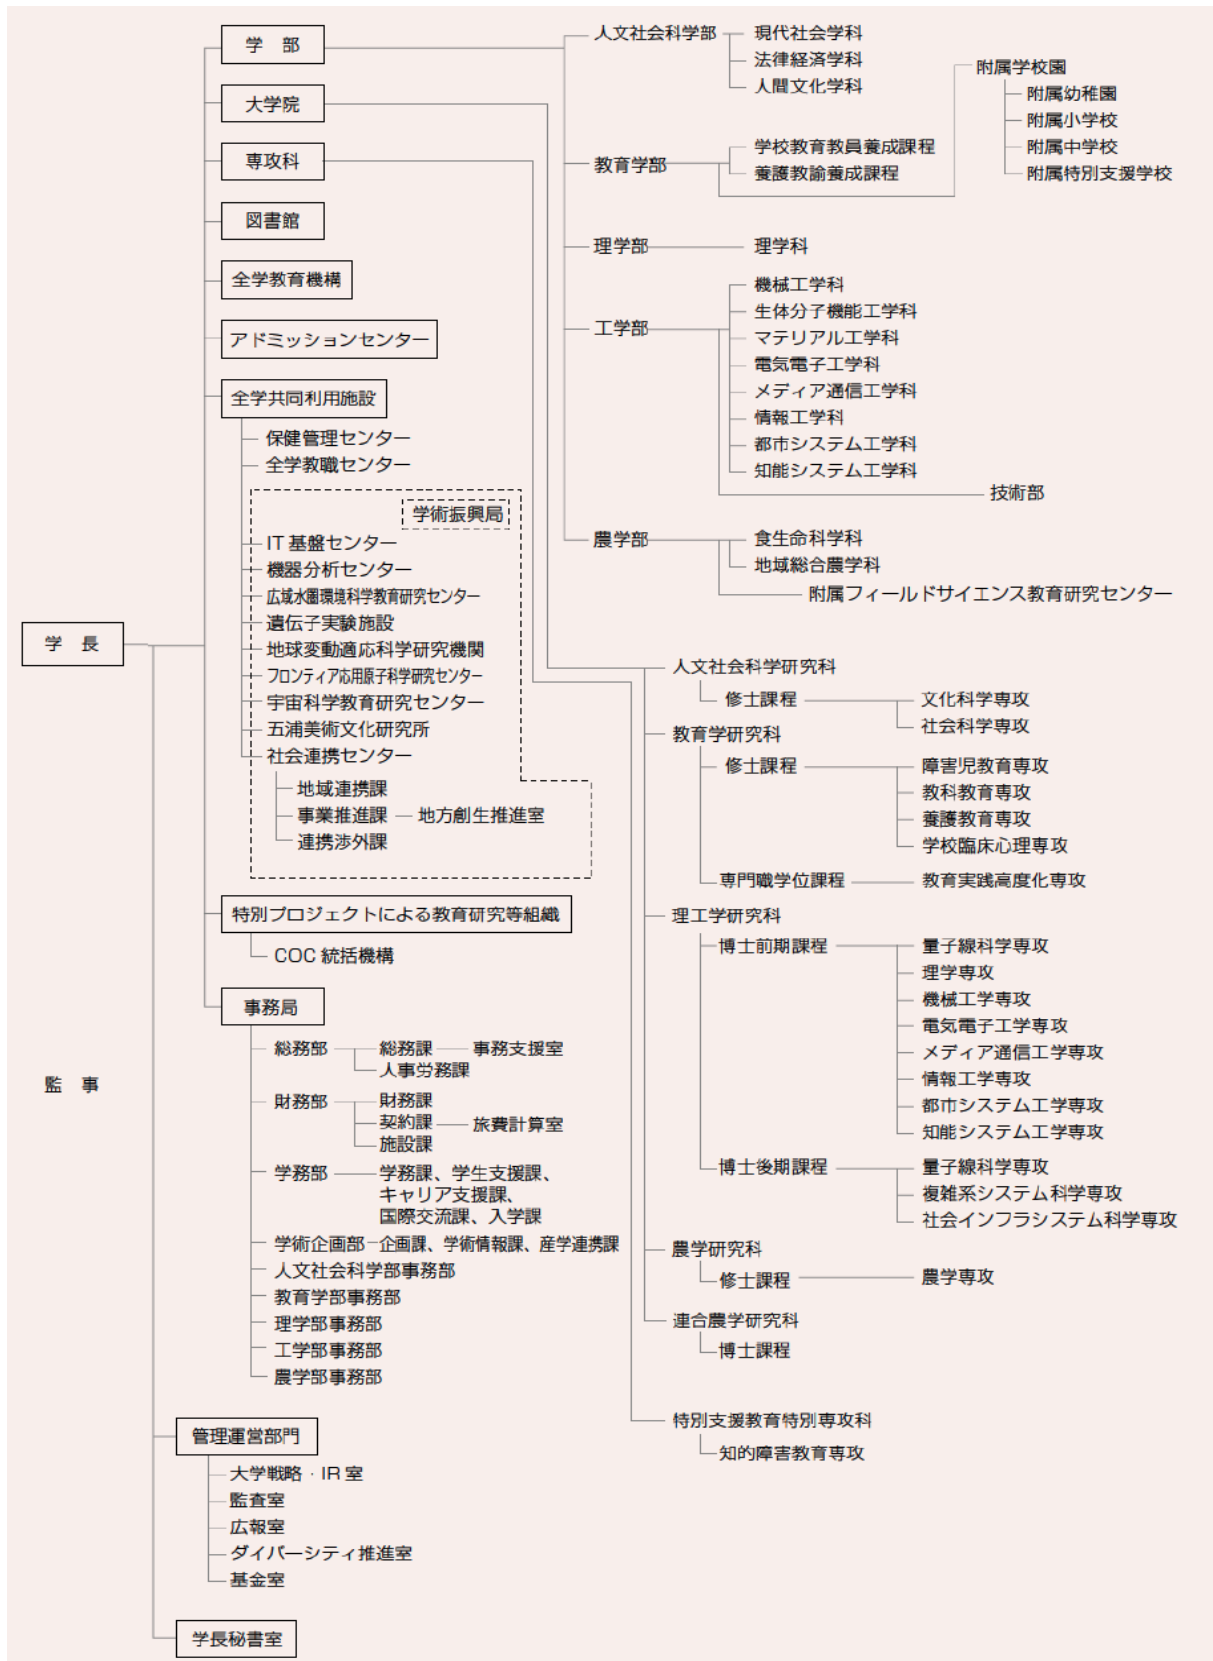 学長
監事
学部
人文社会科学部
現代社会学科
法律経済学科
人間文化学科
教育学部
学校教育教員養成課程
養護教諭養成課程
附属学校園
附属幼稚園
附属小学校
附属中学校
附属特別支援学校
理学部
理学科
工学部
機械工学科
生体分子機能工学科
マテリアル工学科
電気電子工学科
メディア通信工学科
情報工学科
都市システム工学科
知能システム工学科
技術部
農学部
食生命科学科
地域総合農学科
附属フィールドサイエンス教育研究センター
大学院
人文社会科学研究科
修士課程
文化科学専攻
社会科学専攻
教育学研究科
修士課程
障害児教育専攻
教科教育専攻
養護教育専攻
学校臨床心理専攻
専門職学位課程
教育実践高度化専攻
理工学研究科
博士前期課程
量子線科学専攻
理学専攻
機械工学専攻
電気電子工学専攻
メディア通信工学専攻
情報工学専攻
都市システム工学専攻
知能システム工学専攻
博士後期課程
量子線科学専攻
複雑系システム科学専攻
社会インフラシステム科学専攻
農学研究科
修士課程
農学専攻
連合農学研究科
博士課程
専攻科
特別支援教育特別専攻科
知的障害教育専攻
図書館
全学教育機構
アドミッションセンター
全学共同利用施設
保健管理センター
全学教職センター
学術振興局
IT基盤センター
機器分析センター
広域水圏環境科学教育研究センター
遺伝子実験施設
地球変動適応科学研究機関
フロンティア応用原子科学研究センター
宇宙科学教育研究センター
五浦美術文化研究所
社会連携センター
地域連携課
事業推進課
地方創生推進室
連携渉外課
特別プロジェクトによる教育研究等組織
COC統括機構
事務局
総務部
総務課
事務支援室
人事労務課
財務部
財務課
契約課
旅費計算室
施設課
学務部
学務課、学生支援課、
キャリア支援課、
国際交流課、入学課
学術企画部
企画課、学術情報課、産学連携課
人文社会科学部事務部
教育学部事務部
理学部事務部
工学部事務部
農学部事務部
管理運営部門
大学戦略・IR室
監査室
広報室
ダイバーシティ推進室
基金室
学長秘書室